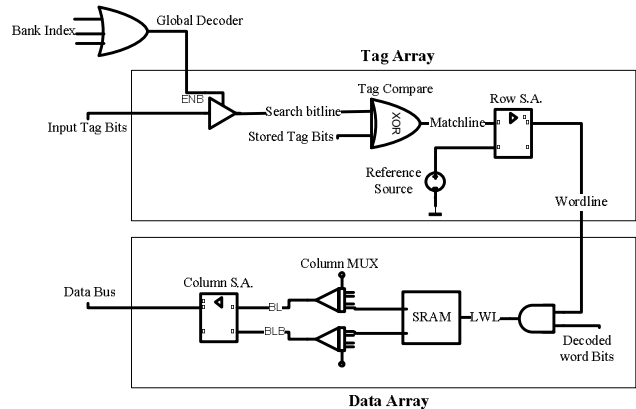 Bank Index
Global Decoder
Tag Array
ENB
Tag Compare
Row S.A.
Input Tag Bits
Search bitline
Stored Tag Bits
XOR
Matchline
Reference
Source
Wordline
Column MUX
Data Bus
Column S.A.
BL
BLB
SRAM
LWL
Decoded
word Bits
Data Array